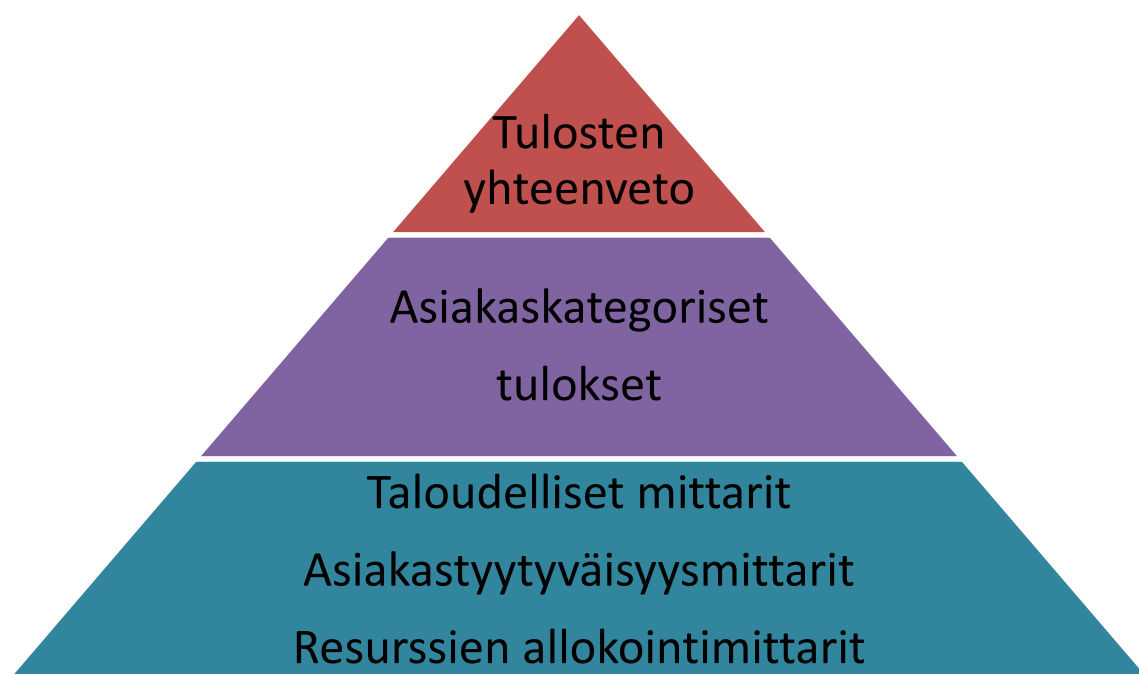 Tulosten
yhteenveto
Asiakaskategoriset
tulokset
Taloudelliset mittarit
Asiakastyytyväisyysmittarit
Resurssien allokointimittarit